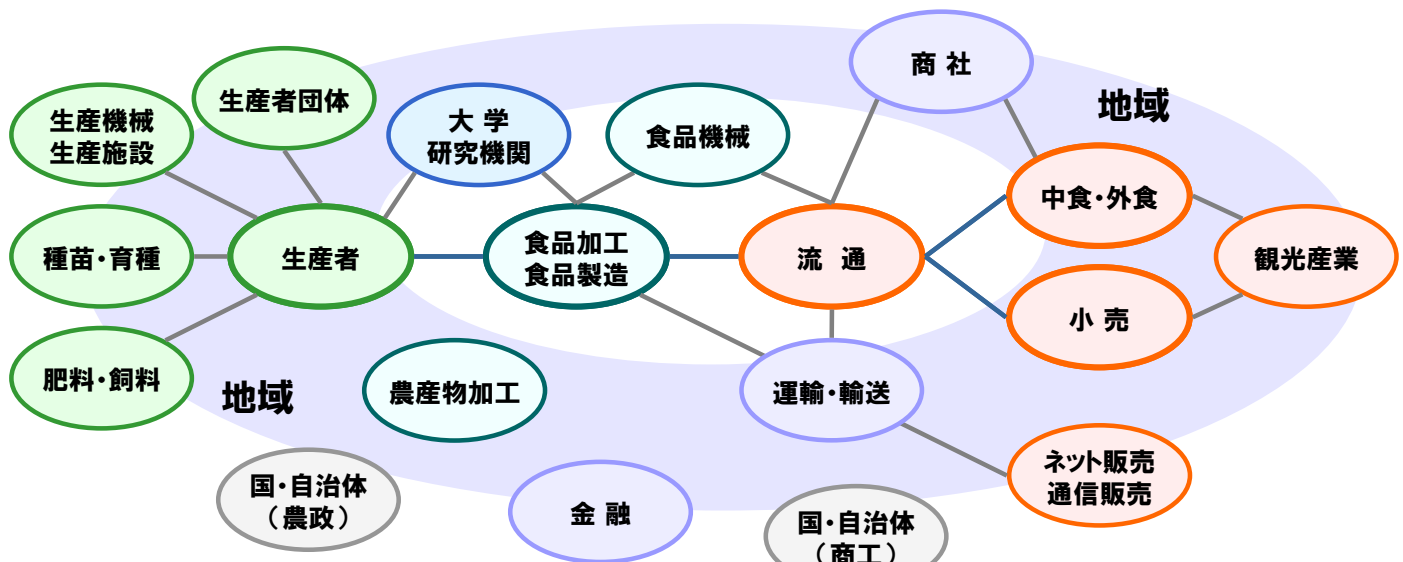 商 社
地域
生産者団体
生産機械
生産施設
大 学
研究機関
食品機械
中食・外食
種苗・育種
生産者
食品加工
食品製造
流 通
観光産業
小 売
肥料・飼料
地域
農産物加工
運輸・輸送
ネット販売
通信販売
国・自治体
（農政）
金 融
国・自治体
（商工）